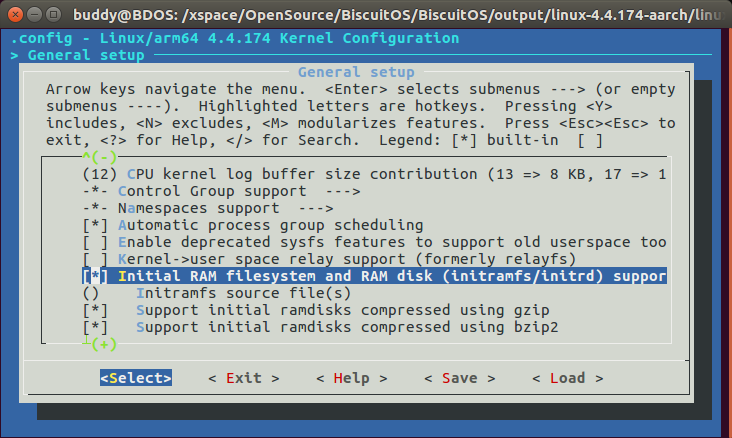 buddy@BDOS: /xspace/OpenSource/BiscuitOS/BiscuitOS/output/linux-4.4.174-aarch/linu
.config - Linux/arm64 4.4.174 Kernel Configuration
> General setup
General setup
Arrow keys navigate the menu. <Enter> selects submenus ---> (or empty
submenus ----). Highlighted letters are hotkeys. Pressing <Y>
includes, <N> excludes, <M> modularizes features. Press <Esc><Esc> to
exit, <?> for Help, </> for Search. Legend: [*] built-in [ ]
^(-)
(12) CPU kernel log buffer size contribution (13 => 8 KB, 17 => 1
-*- Control Group support --->
-*- Namespaces support --->
[*] Automatic process group scheduling
[ ] Enable deprecated sysfs features to support old userspace too
[ ] Kernel->user space relay support (formerly relayfs)
[*] Initial RAM filesystem and RAM disk (initramfs/initrd) suppor
() Initramfs source file(s)
[*] Support initial ramdisks compressed using gzip
[*] Support initial ramdisks compressed using bzip2
(+)
<Select> < Exit > < Help > < Save > < Load >